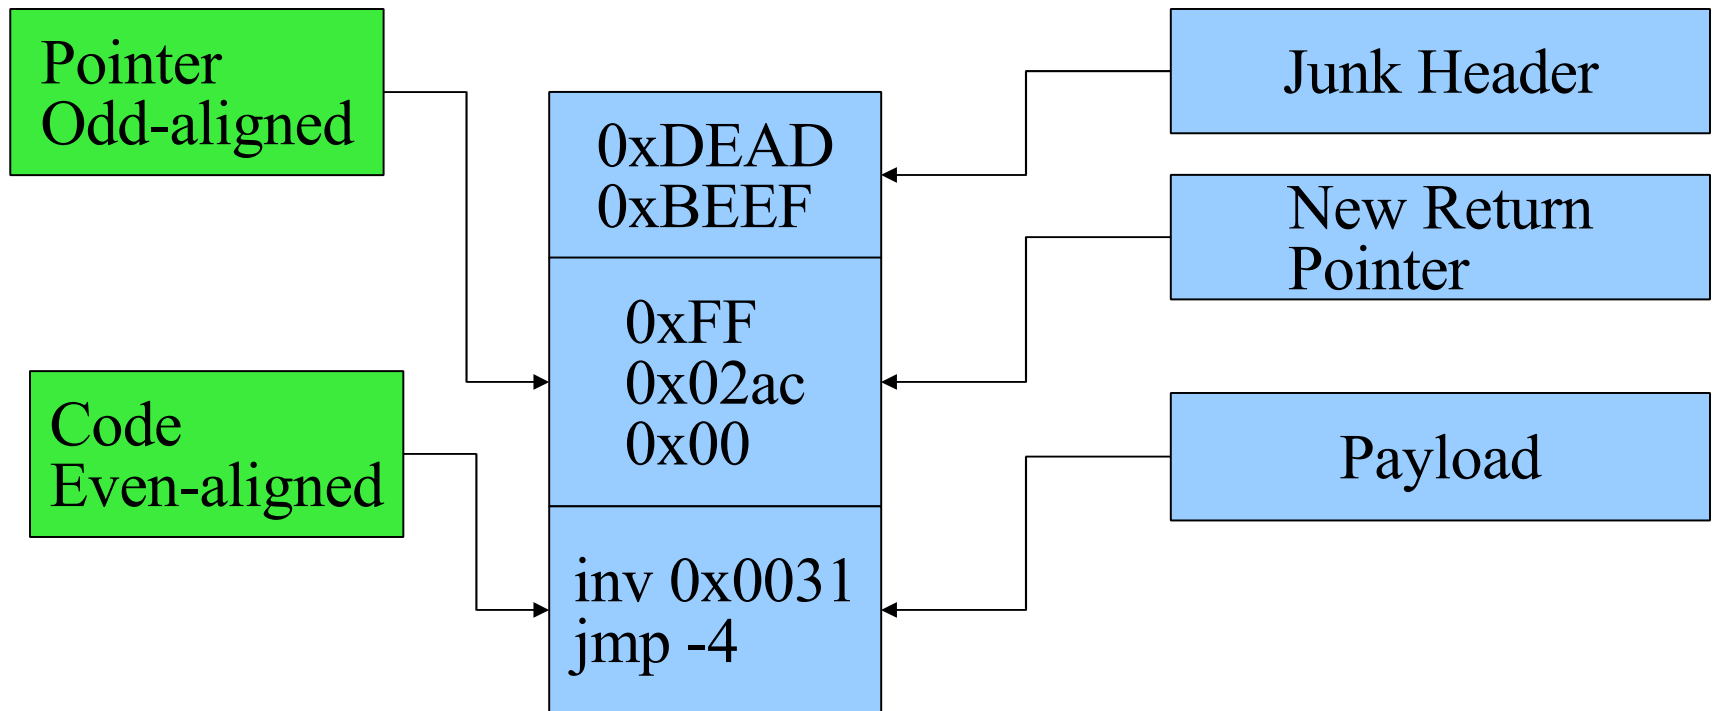 Pointer
Odd-aligned
Code
Even-aligned
0xDEAD
0xBEEF
0xFF
0x02ac
0x00
inv 0x0031
jmp -4
Junk Header
New Return
Pointer
Payload